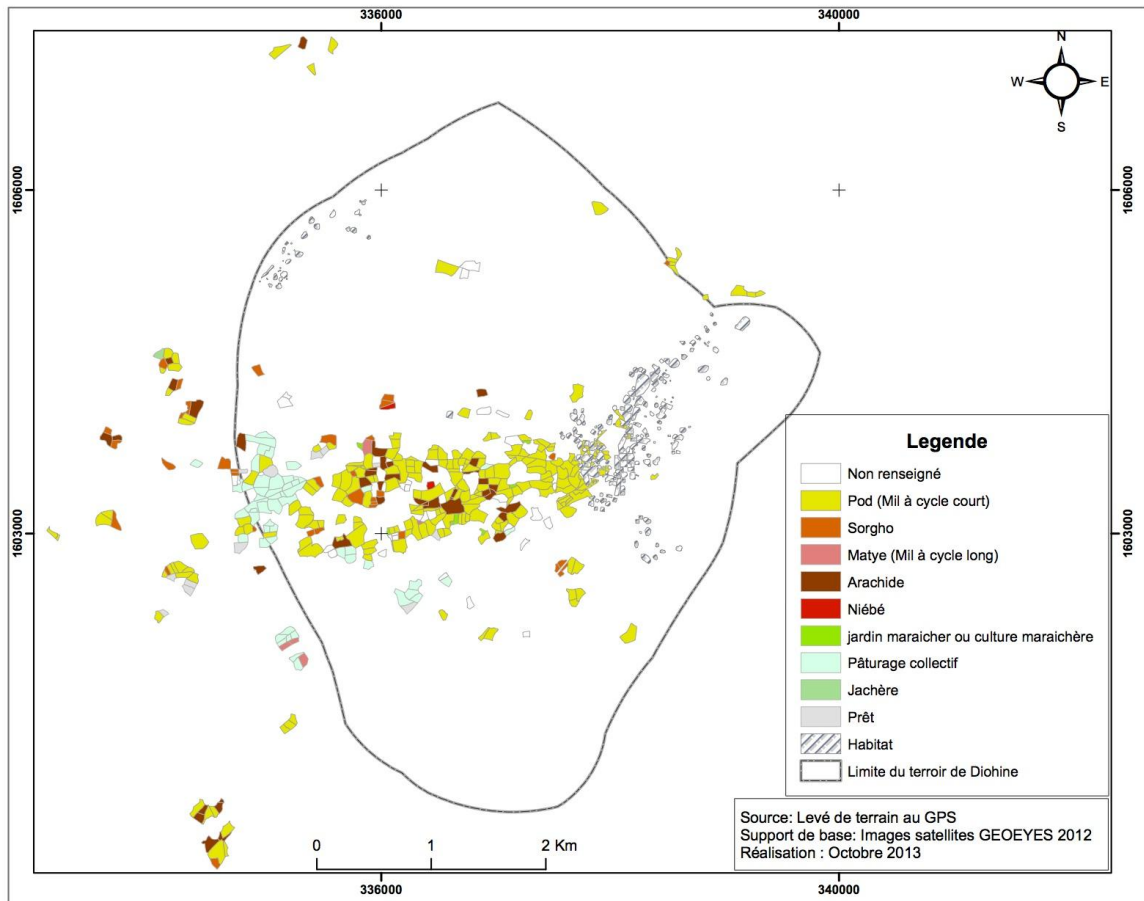 336000
340000
N
W
E
S
1606000
1606000
Legende
Non renseigné
Pod (Mil à cycle court)
Sorgho
Matye (Mil à cycle long)
Arachide
Niébé
jardin maraicher ou culture maraichère
Pâturage collectif
Jachère
Prêt
Habitat
Limite du terroir de Diohine
1603000
1603000
Source: Levé de terrain au GPS
Support de base: Images satellites GEOEYES 2012
Réalisation : Octobre 2013
0 1 2 Km
336000
340000